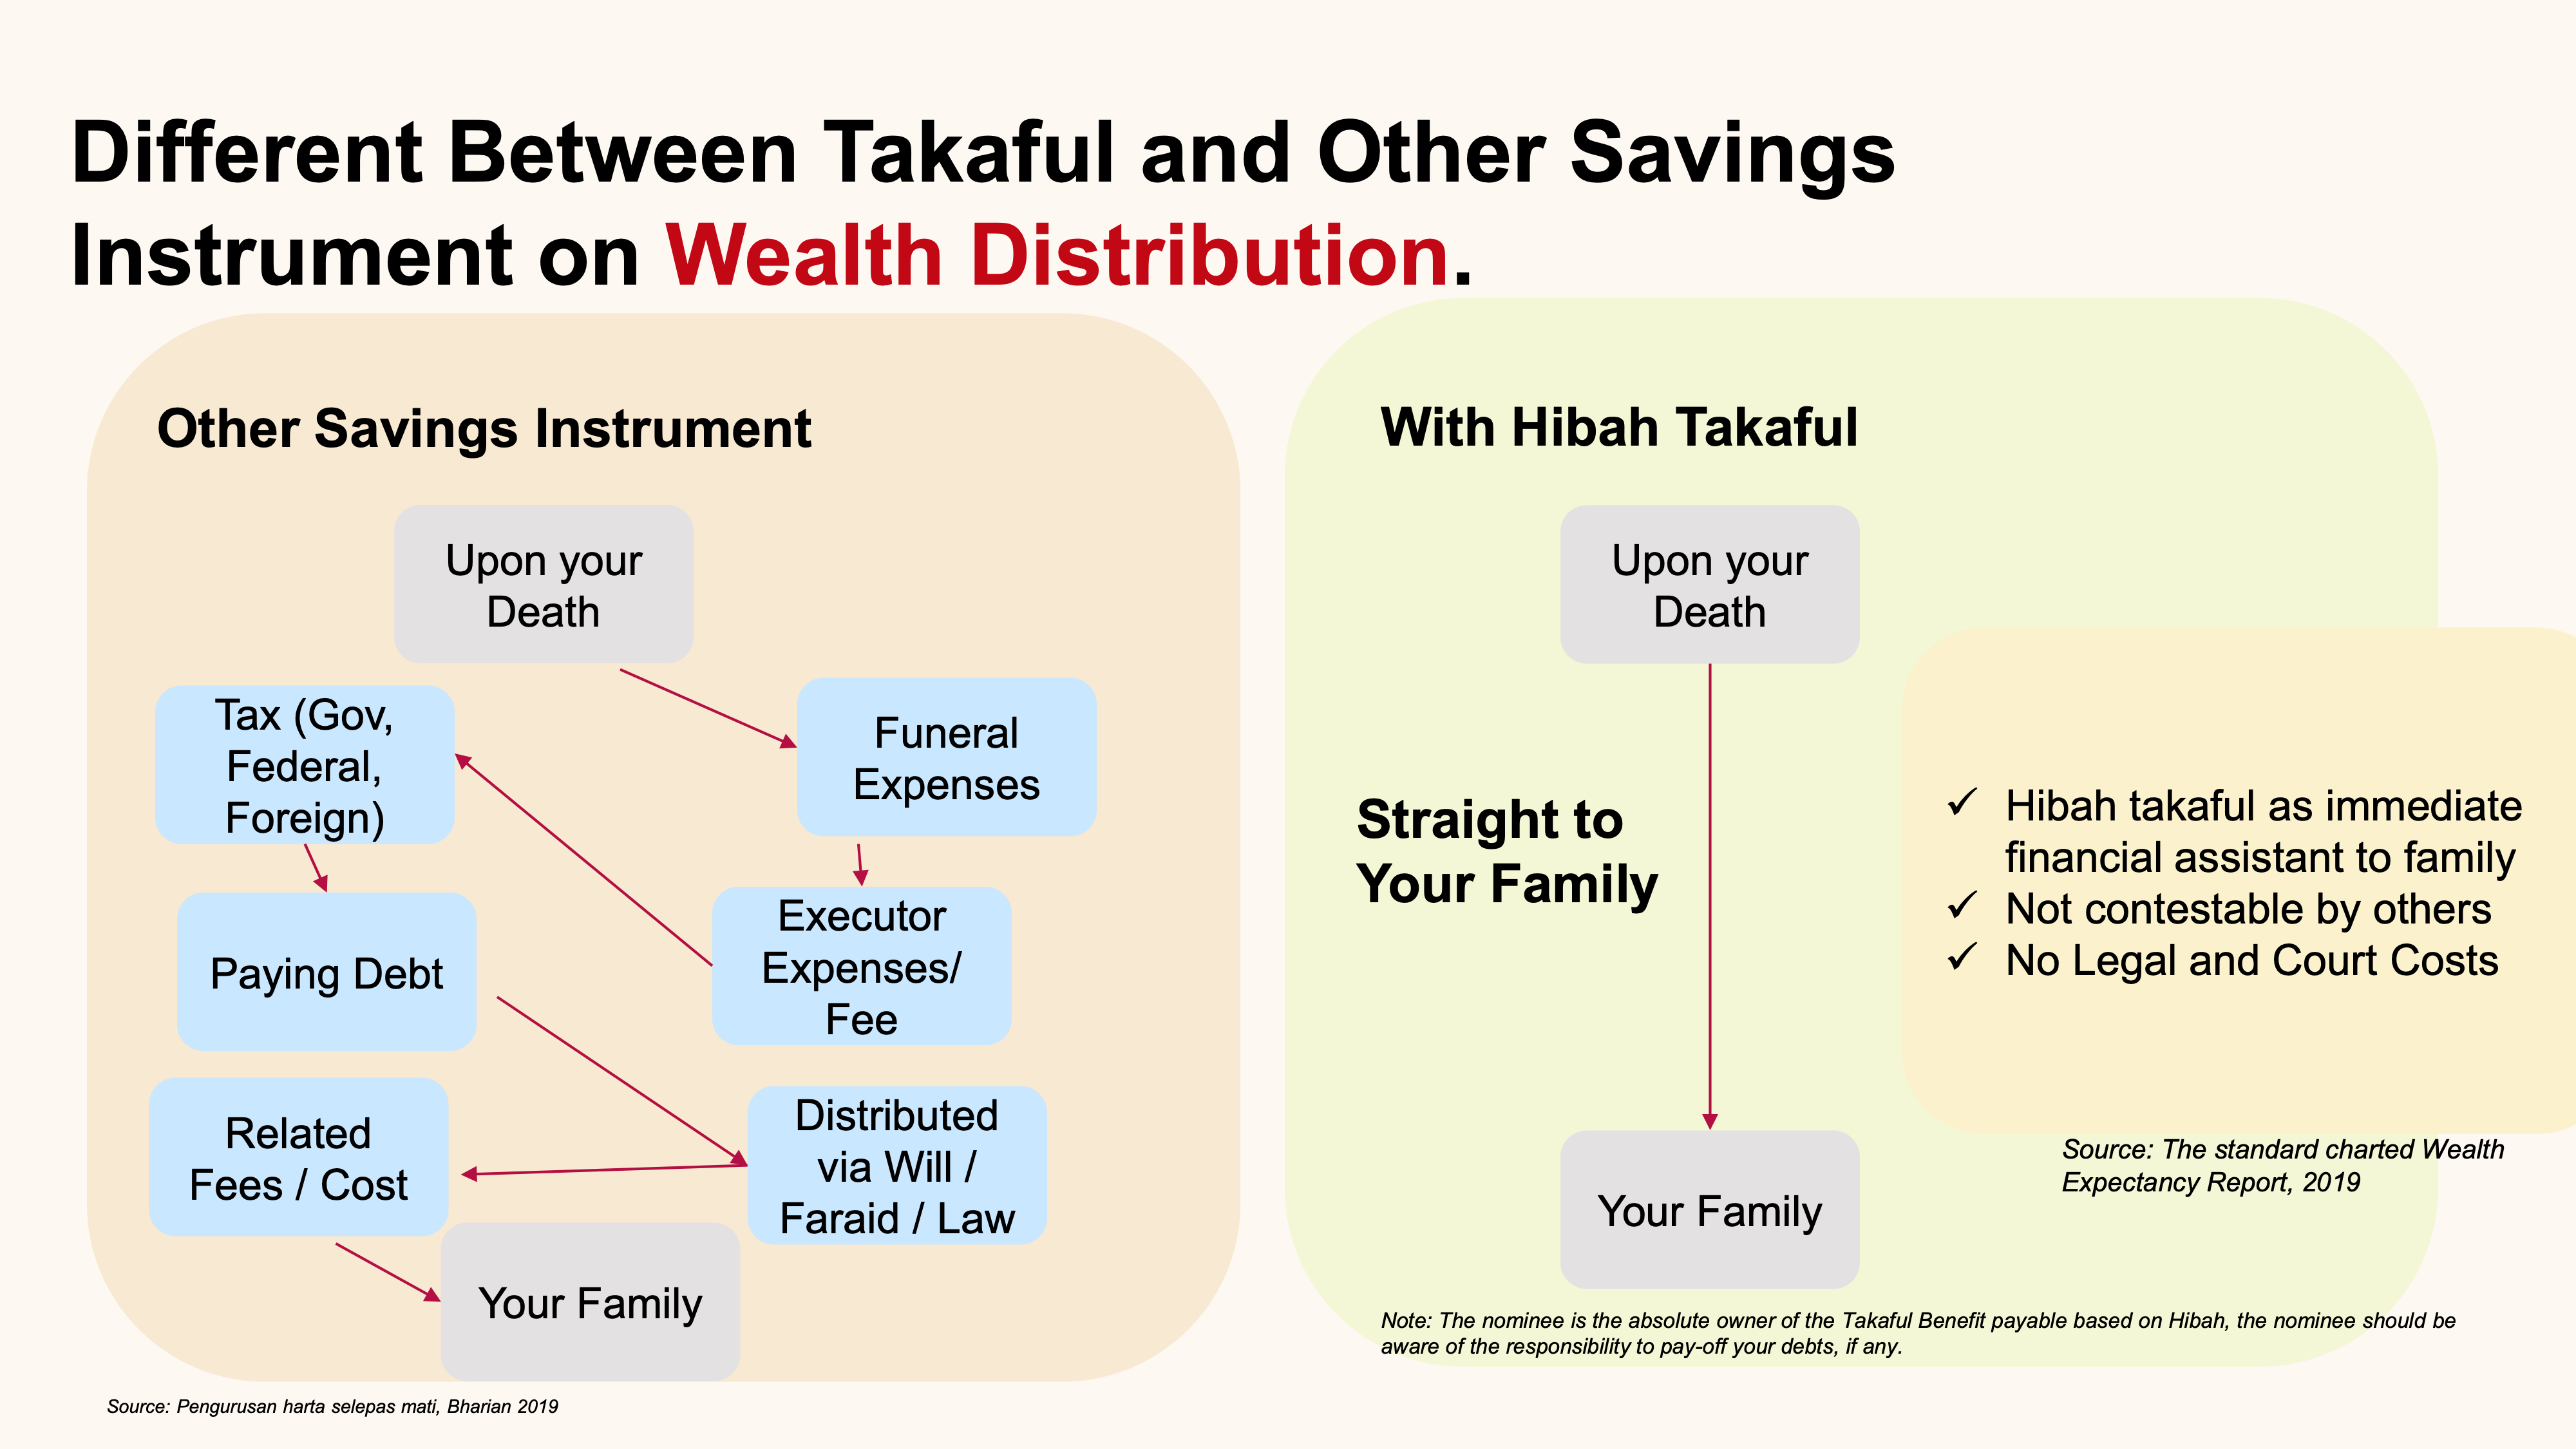 Different Between Takaful and Other Savings
Instrument on Wealth Distribution.
Other Savings Instrument
Upon your
Death
Funeral
Expenses
Executor
Expenses/
Fee
Tax (Gov,
Federal,
Foreign)
Paying Debt
Distributed
via Will /
Faraid / Law
Related
Fees / Cost
Your Family
Source: Pengurusan harta selepas mati, Bharian 2019
With Hibah Takaful
Upon your
Death
Straight to
Your Family
Your Family
✓ Hibah takaful as immediate
financial assistant to family
✓ Not contestable by others
✓ No Legal and Court Costs
Source: The standard charted Wealth
Expectancy Report, 2019
Note: The nominee is the absolute owner of the Takaful Benefit payable based on Hibah, the nominee should be
aware of the responsibility to pay-off your debts, if any.